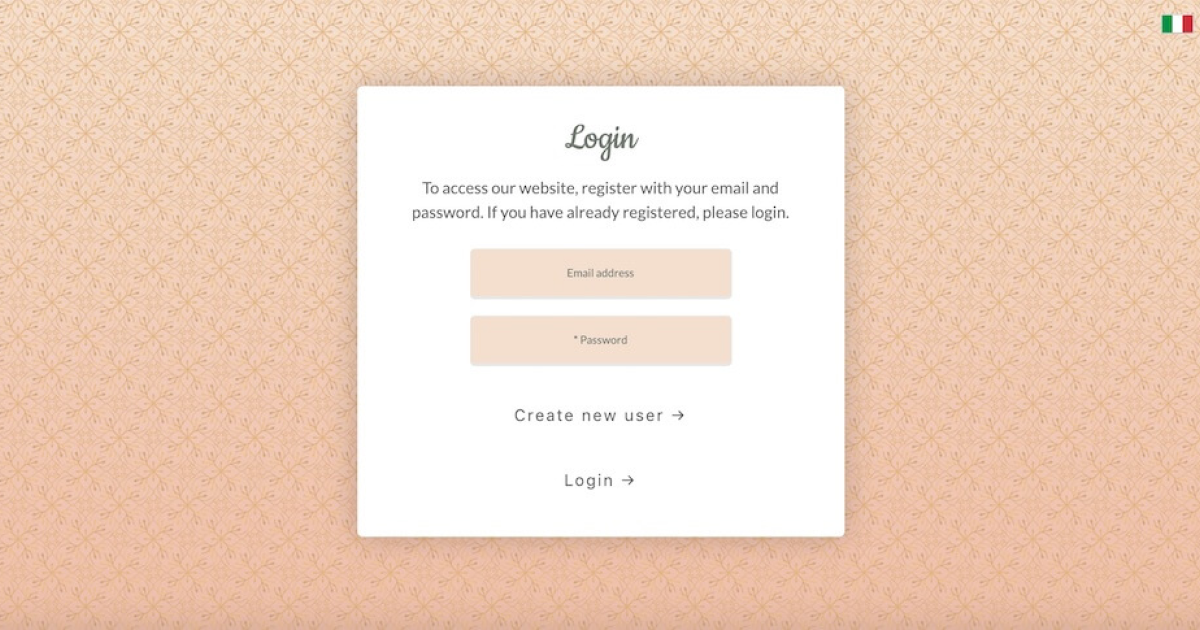 Login
To access our website, register with your email and
password. If you have already registered, please login.
Email address
* Password
Create new user →
Login →